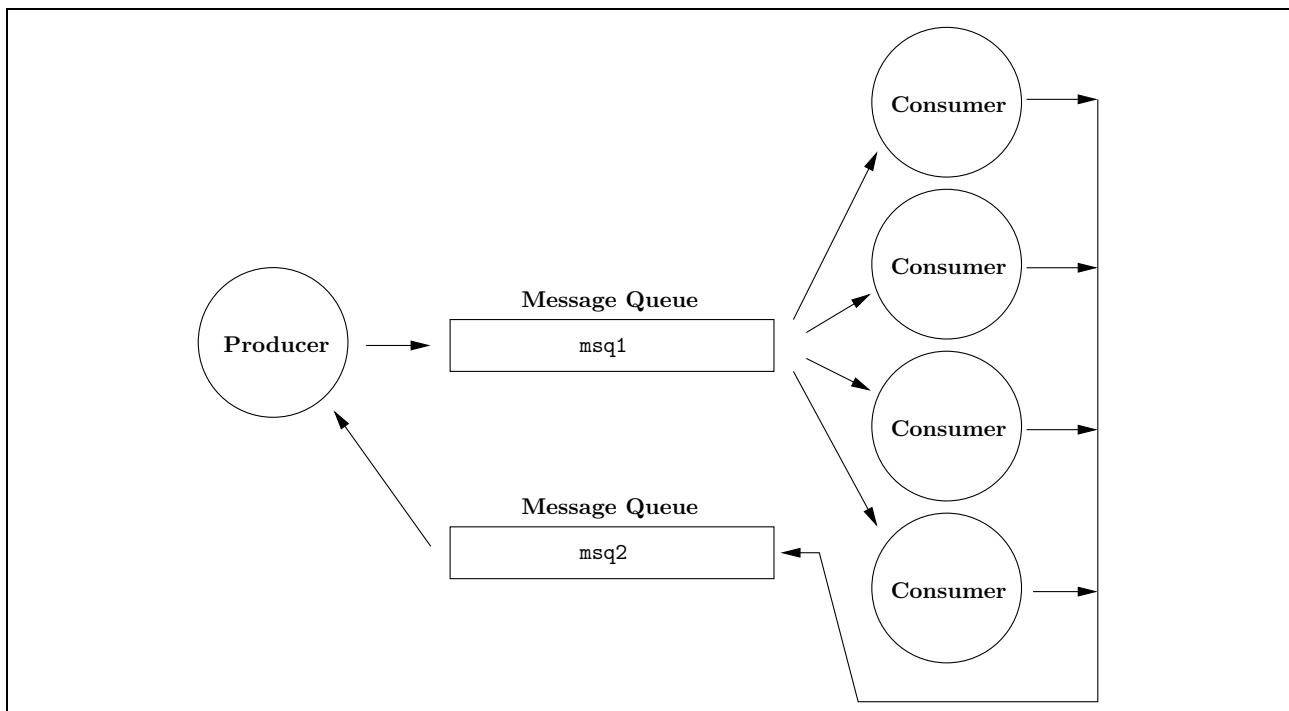 Consumer
Consumer
Message Queue
Producer
msq1
Consumer
Message Queue
msq2
Consumer